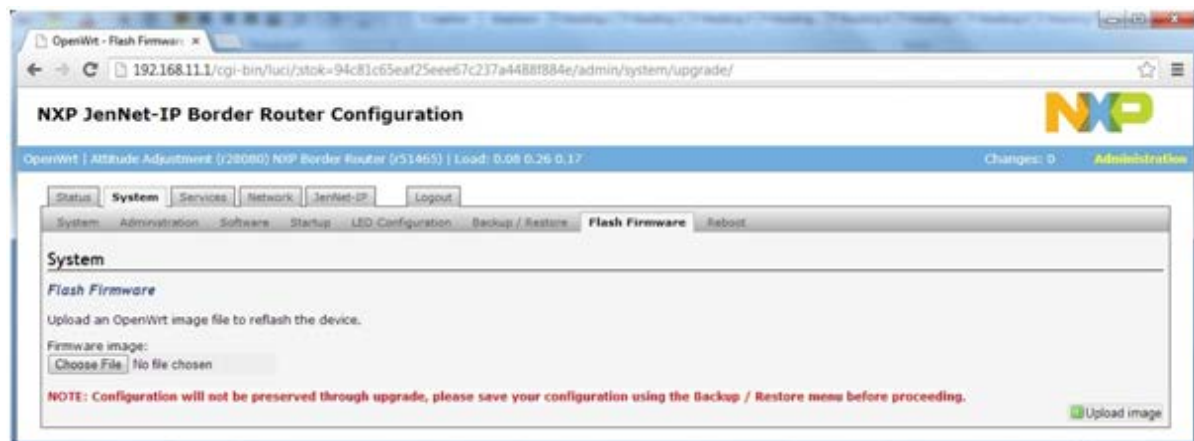 OpenWrt - Flash Firmware ×
192.168.11.1/cgi-bin/luci/;stok=94c81c65eaf25eee67c237a4488f884e/admin/system/upgrade/
NXP JenNet-IP Border Router Configuration
NXP
OpenWrt | Attitude Adjustment (r28080) NXP Border Router (r51465) | Load: 0.08 0.26 0.17 Changes: 0 Administration
Status System Services Network JenNet-IP Logout
System Administration Software Startup LED Configuration Backup / Restore Flash Firmware Reboot
System
Flash Firmware
Upload an OpenWrt image file to reflash the device.
Firmware image:
Choose File No file chosen
NOTE: Configuration will not be preserved through upgrade, please save your configuration using the Backup / Restore menu before proceeding.
Upload image